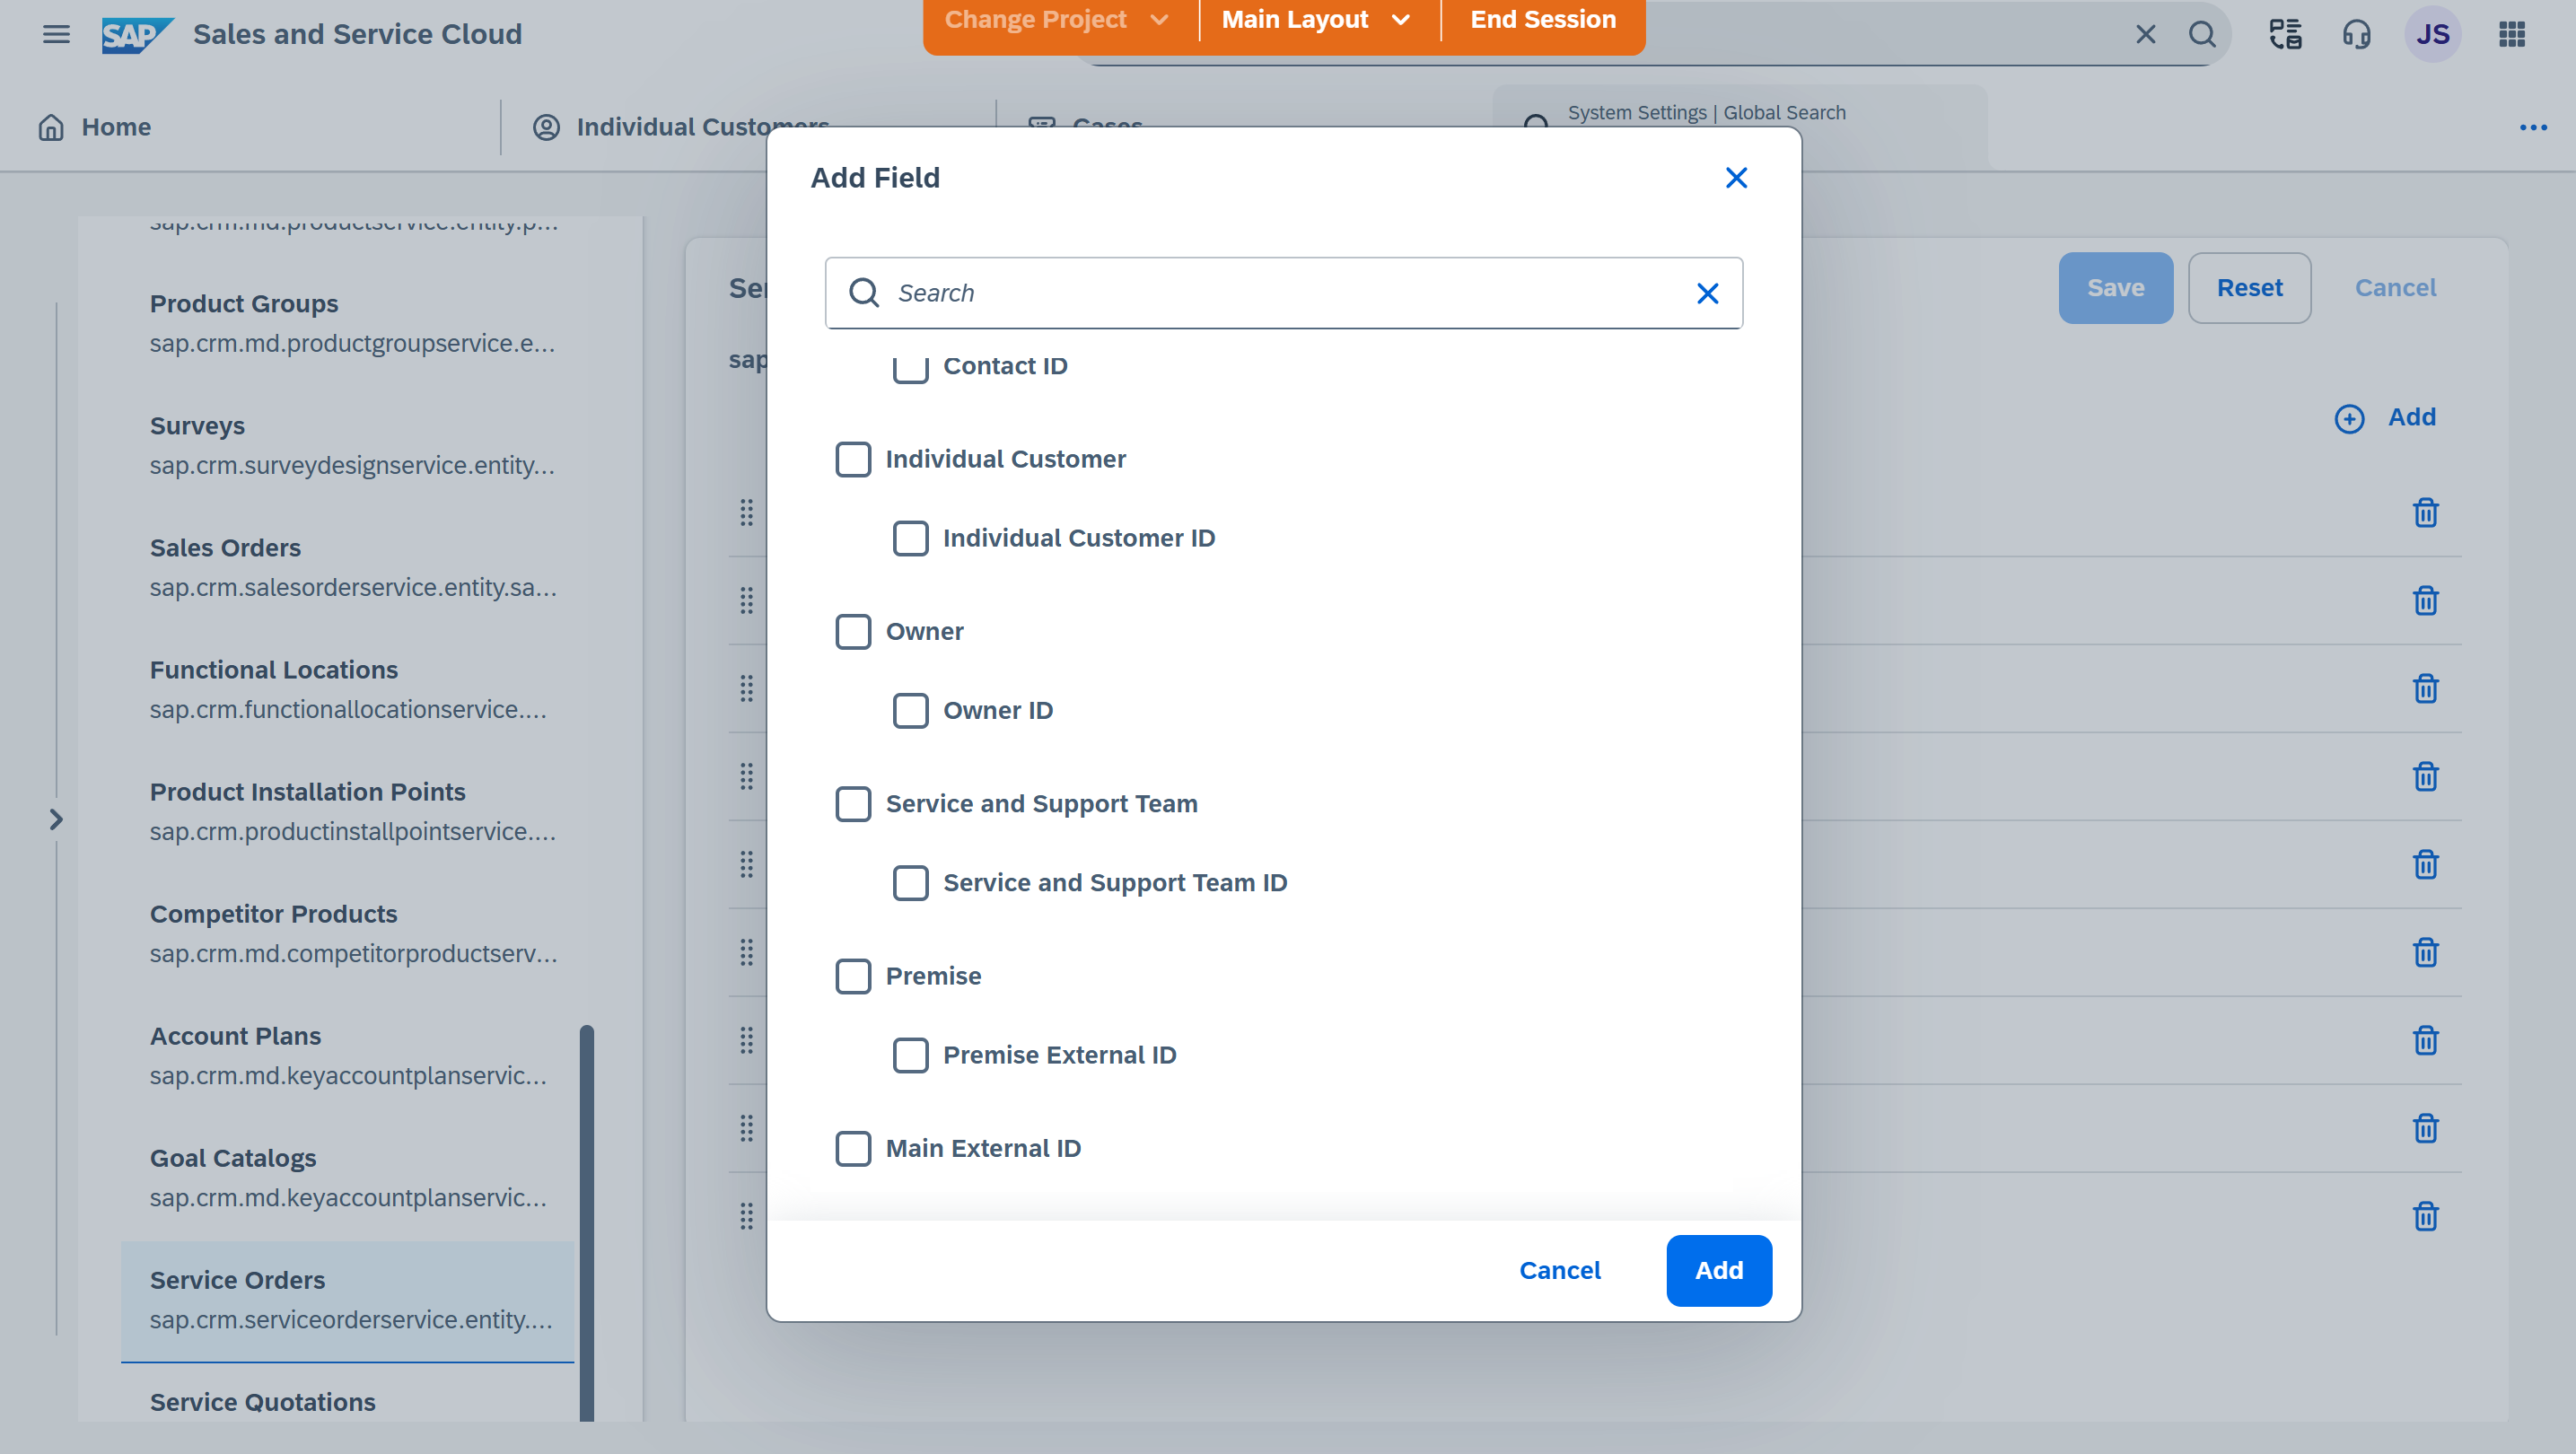 SAP Sales and Service Cloud
Change Project Main Layout End Session
JS
Home
Individual Customers
Cases
System Settings | Global Search
Product Groups
sap.crm.md.productgroupservice.e...
Surveys
sap.crm.surveydesignservice.entity...
Sales Orders
sap.crm.salesorderservice.entity.sa...
Functional Locations
sap.crm.functionallocationservice....
Product Installation Points
sap.crm.productinstallpointservice....
Competitor Products
sap.crm.md.competitorproductserv...
Account Plans
sap.crm.md.keyaccountplanservic...
Goal Catalogs
sap.crm.md.keyaccountplanservic...
Service Orders
sap.crm.serviceorderservice.entity....
Service Quotations
sap
Save Reset Cancel
Add
Add Field
Search
Contact ID
Individual Customer
Individual Customer ID
Owner
Owner ID
Service and Support Team
Service and Support Team ID
Premise
Premise External ID
Main External ID
Cancel Add